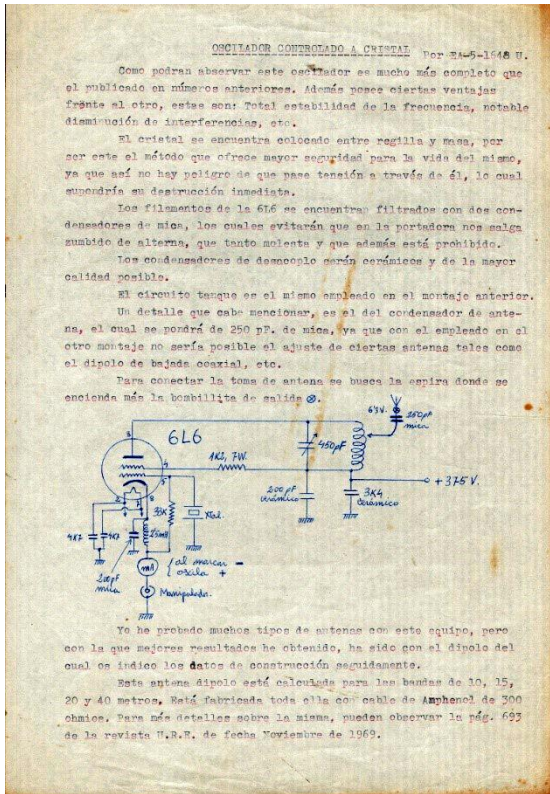 OSCILADOR CONTROLADO A CRISTAL Por EA-5-1648 U.
Como podran absevar este oscilador es mucho más completo que
el publicado en números anteriores. Además posee ciertas ventajas
frente al otro, estas son: Total estabilidad de la frecuencia, notable
disminución de interferencias, etc.
El cristal se encuentra colocado entre regilla y masa, por
ser este el método que ofrece mayor seguridad para la vida del mismo,
ya que así no hay peligro de que pase tensión a través de él, lo cual
supondría su destrucción inmediata.
Los filamentos de la 6L6 se encuentran filtrados con dos con-
densadores de mica, los cuales evitarán que en la portadora nos salga
zumbido de alterna, que tanto molesta y que además está prohibido.
Los condensadores de desacoplo serán cerámicos y de la mayor
calidad posible.
El circuito tanque es el mismo empleado en el montaje anterior.
Un detalle que cabe mencionar, es el del condensador de ante-
na, el cual se pondrá de 250 pF. de mica, ya que con el empleado en el
otro montaje no sería posible el ajuste de ciertas antenas tales como
el dipolo de bajada coaxial, etc.
Para conectar la toma de antena se busca la espira donde se
encienda más la bombillita de salida ⊗.
6L6
3
4
5
8
1K2, 7W.
450pF
6'3V.
250pF
mica
200pF
cerámico
3K4
cerámico
+375V.
33K
Xtal.
2'5mH
4K7
4K7
200pF
mica
mA
al marcar -
oscila +
Manipulador.
Yo he probado muchos tipos de antenas con este equipo, pero
con la que mejores resultados he obtenido, ha sido con el dipolo del
cual os indico los datos de construcción seguidamente.
Esta antena dipolo está calculada para las bandas de 10, 15,
20 y 40 metros. Está fabricada toda ella con cable de Amphenol de 300
ohmios. Para más detalles sobre la misma, pueden observar la pág. 693
de la revista U.R.E. de fecha Noviembre de 1969.